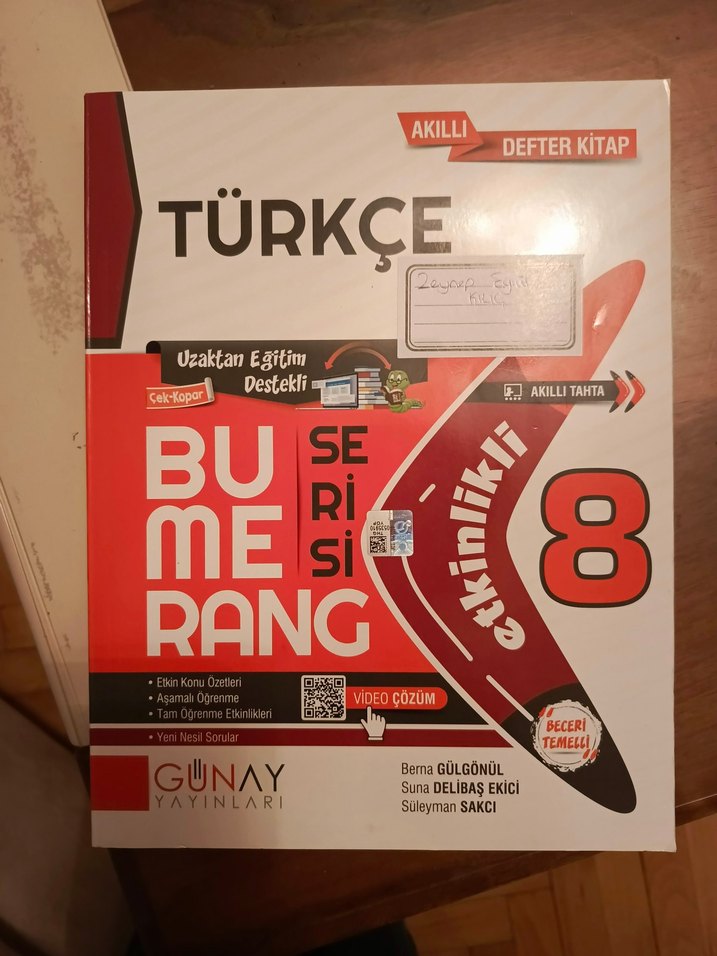 AKILLI
DEFTER KİTAP
TÜRKÇE
Zeynep
KILIÇ
Uzaktan Eğitim
Destekli
Çek-Kopar
AKILLI TAHTA
BU
ME
RANG
SE
Rİ
Sİ
etkinlikli
8
• Etkin Konu Özetleri
• Aşamalı Öğrenme
• Tam Öğrenme Etkinlikleri
• Yeni Nesil Sorular
VİDEO ÇÖZÜM
BECERİ
TEMELLİ
GÜNAY
YAYINLARI
Berna GÜLGÖNÜL
Suna DELİBAŞ EKİCİ
Süleyman SAKCI